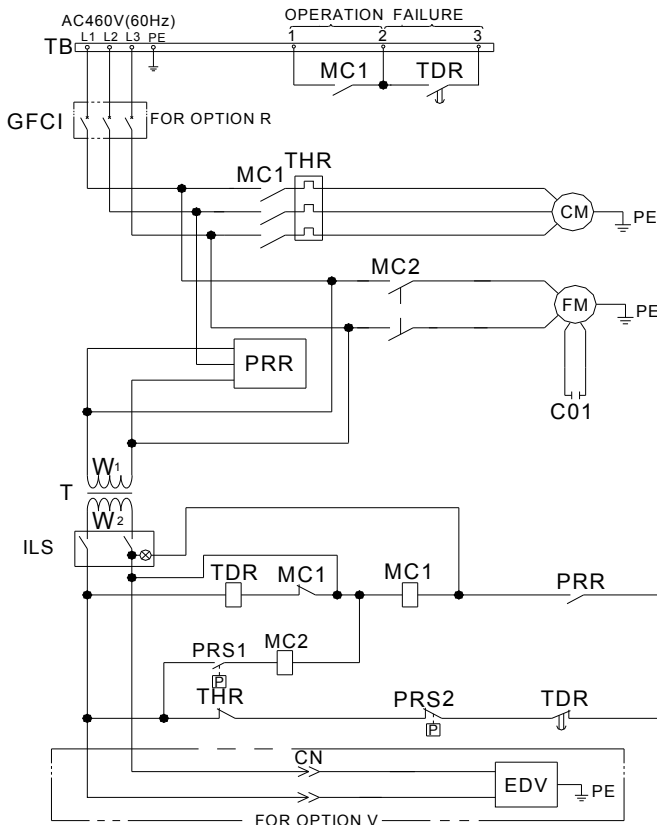 AC460V(60Hz)
OPERATION FAILURE
L1 L2 L3 PE
1 2 3
TB
MC1 TDR
GFCI
FOR OPTION R
MC1 THR
CM
PE
MC2
FM
PE
PRR
C01
W1
T
W2
ILS
TDR MC1 MC1 PRR
PRS1 MC2
P
THR PRS2 TDR
P
CN
EDV
PE
FOR OPTION V